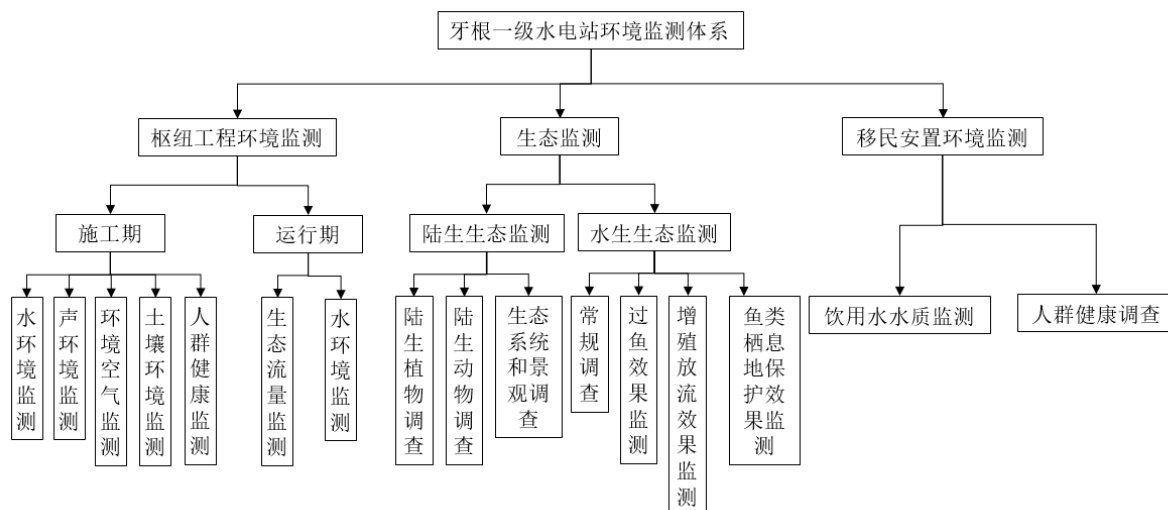 牙根一级水电站环境监测体系
枢纽工程环境监测
生态监测
移民安置环境监测
施工期
运行期
陆生生态监测
水生生态监测
水环境监测
声环境监测
环境空气监测
土壤环境监测
人群健康监测
生态流量监测
水环境监测
陆生植物调查
陆生动物调查
生态系统和景观调查
常规调查
过鱼效果监测
增殖放流效果监测
鱼类栖息地保护效果监测
饮用水水质监测
人群健康调查